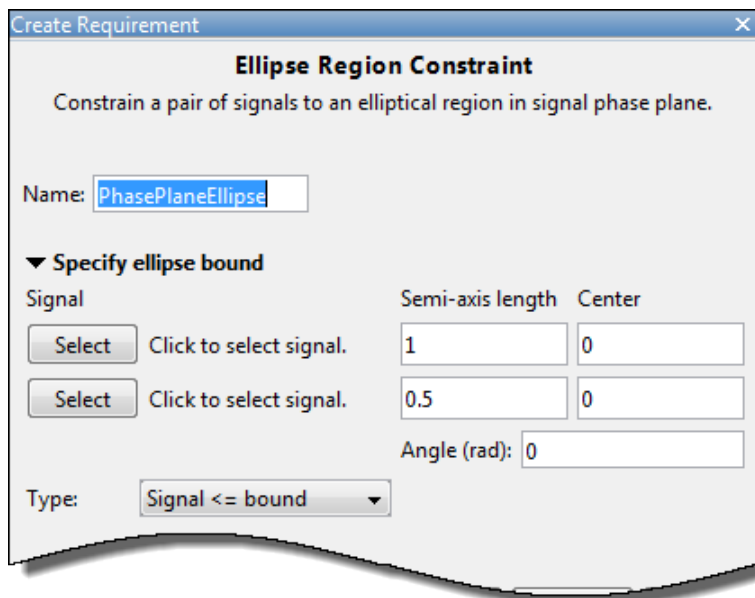 Create Requirement
Ellipse Region Constraint
Constrain a pair of signals to an elliptical region in signal phase plane.
Name: PhasePlaneEllipse
Specify ellipse bound
Signal Semi-axis length Center
Select Click to select signal. 1 0
Select Click to select signal. 0.5 0
Angle (rad): 0
Type: Signal <= bound